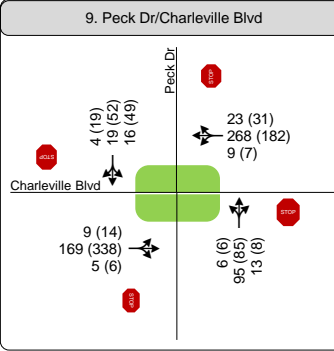 9. Peck Dr/Charleville Blvd
Peck Dr
STOP
4 (19)
19 (52)
16 (49)
23 (31)
268 (182)
9 (7)
STOP
Charleville Blvd
STOP
9 (14)
169 (338)
5 (6)
6 (6)
95 (85)
13 (8)
STOP